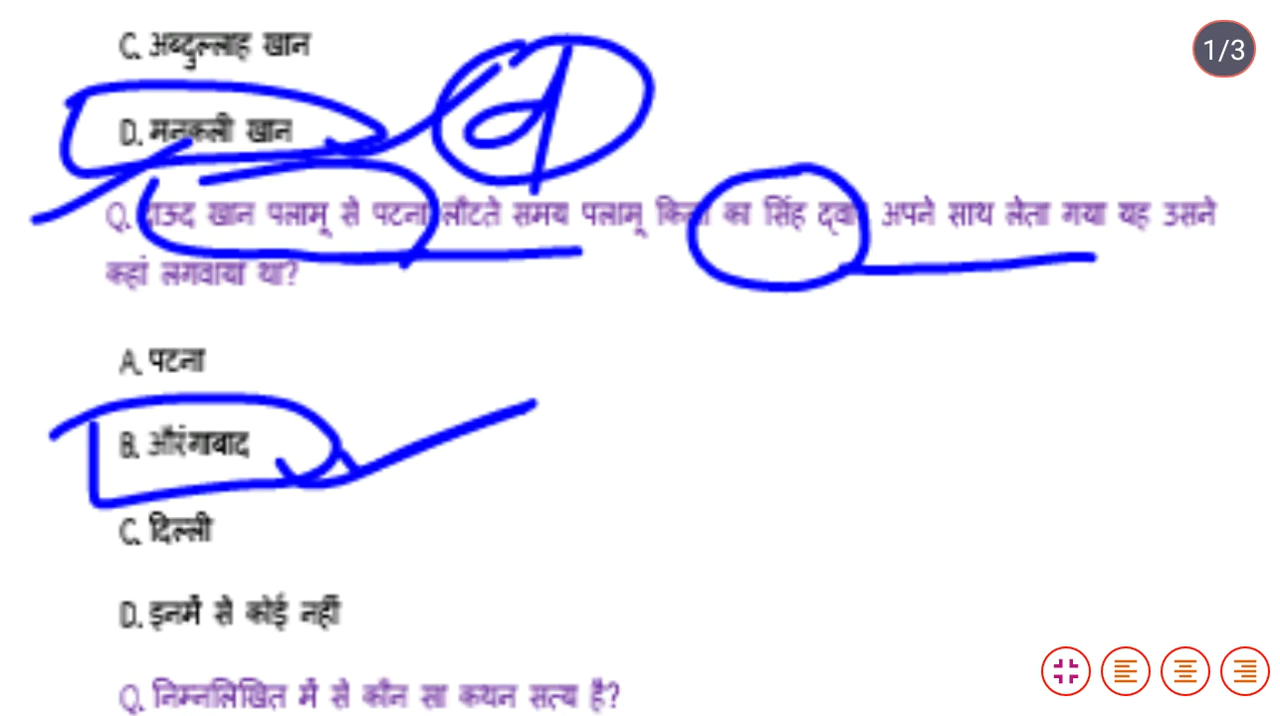 C. अब्दुल्लाह खान
1/3
D. मनकली खान
d
Q. दाऊद खान पलामू से पटना लौटते समय पलामू किला का सिंह द्वार अपने साथ लेता गया यह उसने
कहां लगवाया था?
A. पटना
B. औरंगाबाद
C. दिल्ली
D. इनमें से कोई नहीं
Q. निम्नलिखित में से कौन सा कथन सत्य है?